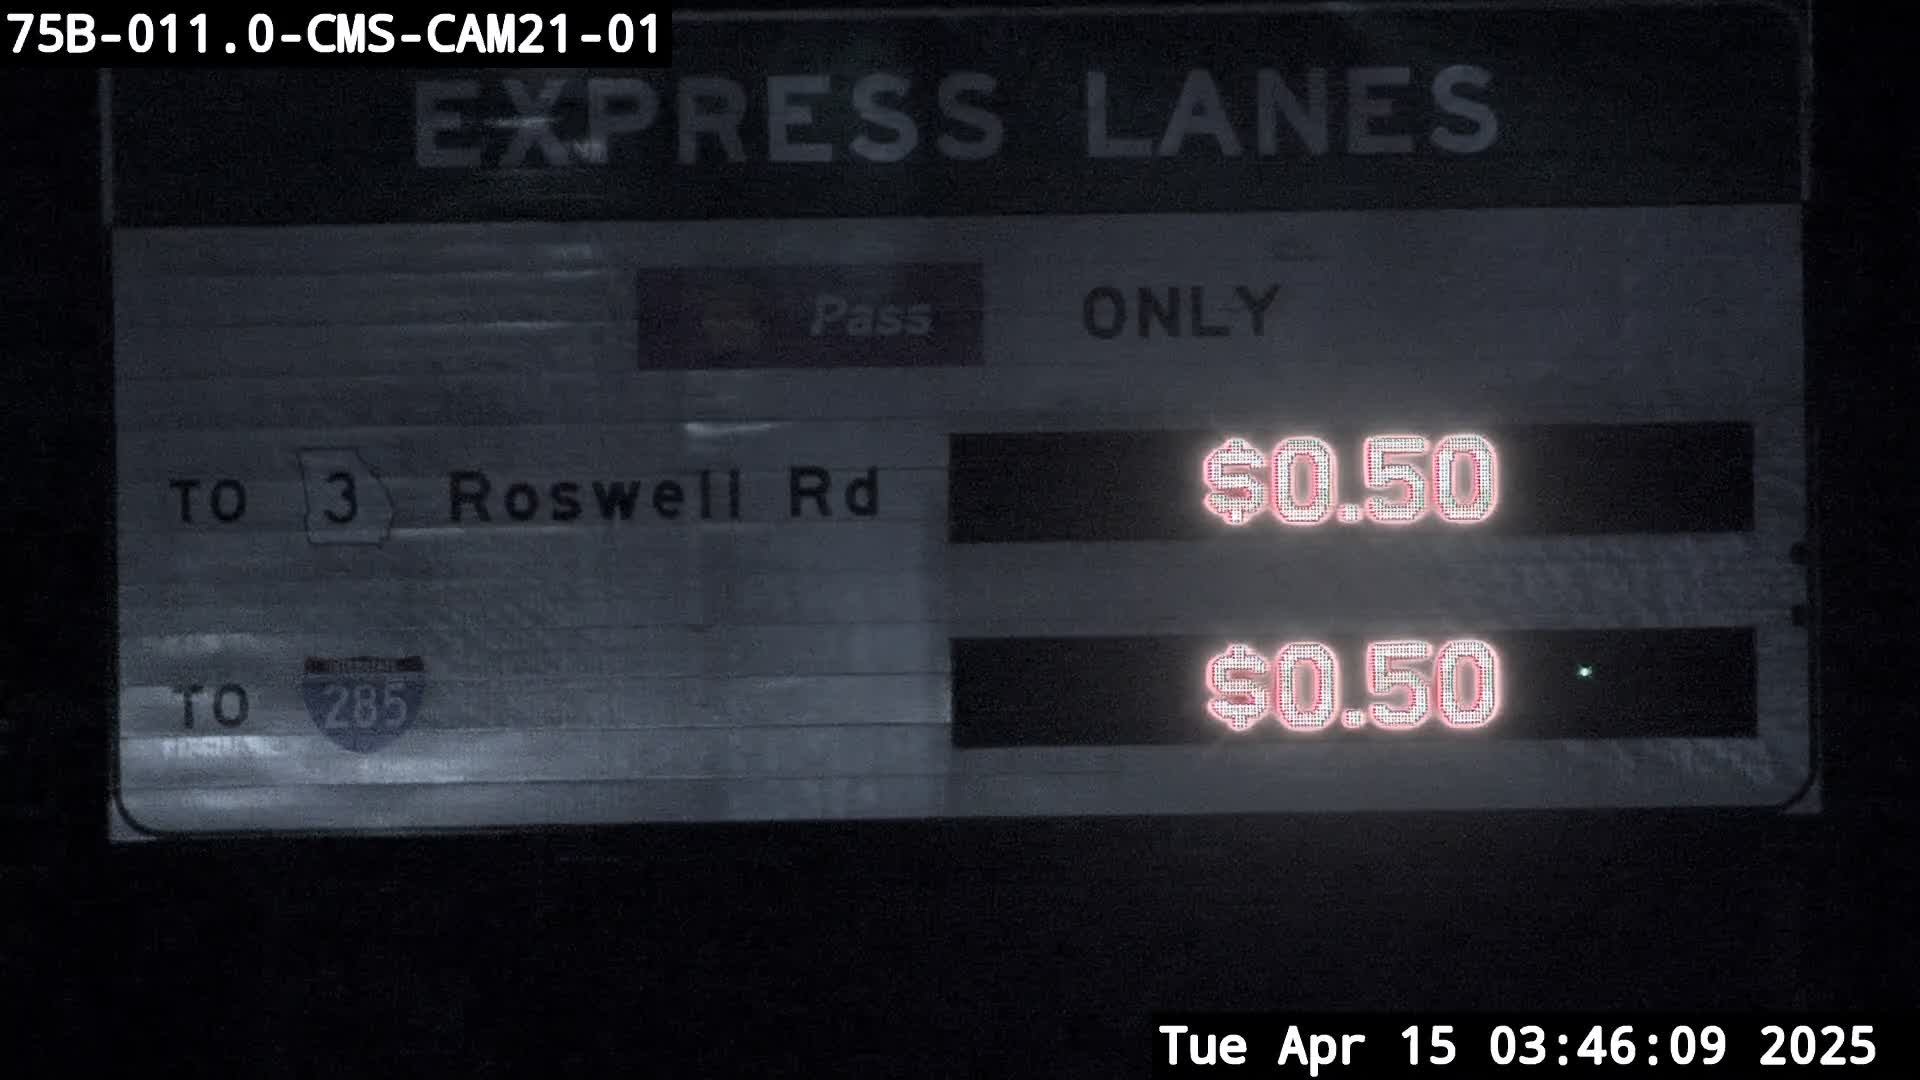 75B-011.0-CMS-CAM21-01
EXPRESS LANES
Pass ONLY
TO 3 Roswell Rd $0.50
TO INTERSTATE 285 $0.50
Tue Apr 15 03:46:09 2025